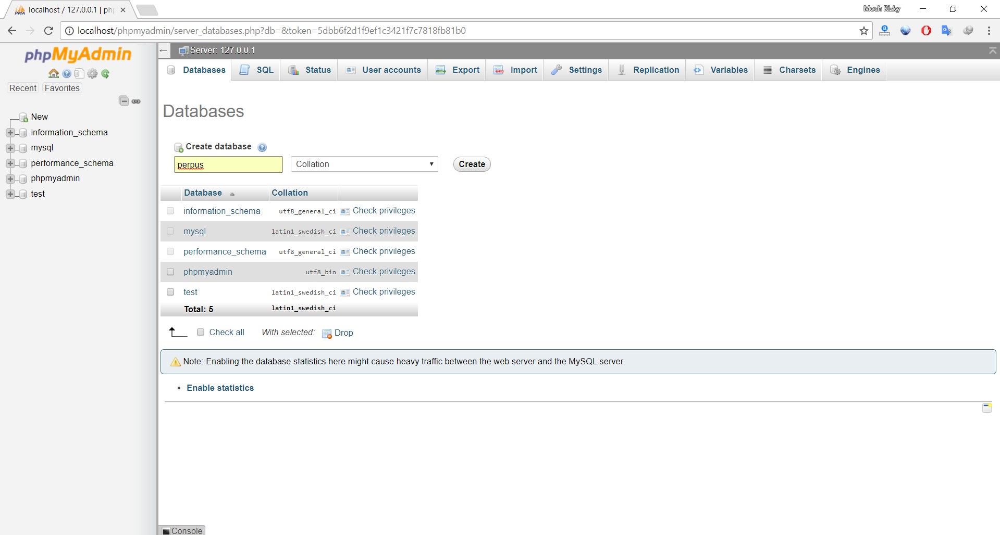 localhost / 127.0.0.1 | ph
Moch Rizky
localhost/phpmyadmin/server_databases.php?db=&token=5dbb6f2d1f9ef1c3421f7c7818fb81b0
phpMyAdmin
Recent Favorites
New
information_schema
mysql
performance_schema
phpmyadmin
test
Server: 127.0.0.1
Databases SQL Status User accounts Export Import Settings Replication Variables Charsets Engines
Databases
Create database
perpus Collation Create
Database Collation
information_schema utf8_general_ci Check privileges
mysql latin1_swedish_ci Check privileges
performance_schema utf8_general_ci Check privileges
phpmyadmin utf8_bin Check privileges
test latin1_swedish_ci Check privileges
Total: 5 latin1_swedish_ci
Check all With selected: Drop
Note: Enabling the database statistics here might cause heavy traffic between the web server and the MySQL server.
Enable statistics
Console